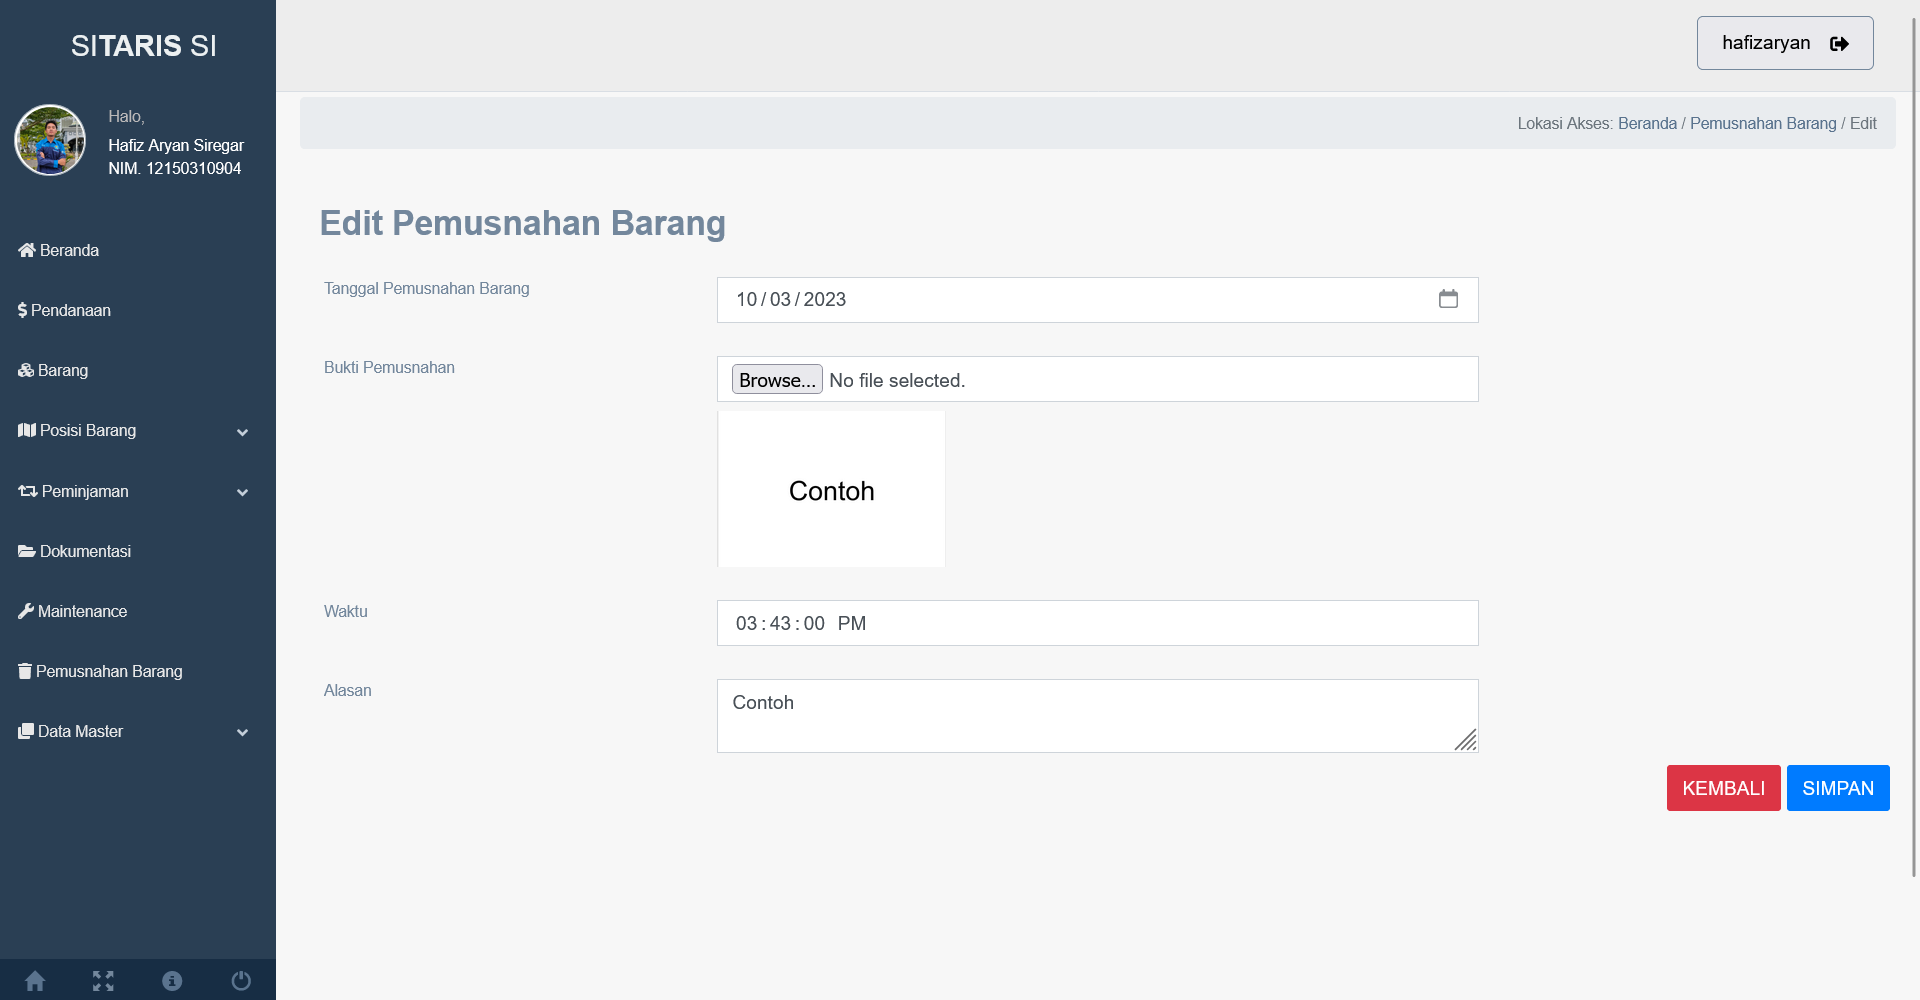 SITARIS SI
Halo,
Hafiz Aryan Siregar
NIM. 12150310904
Beranda
Pendanaan
Barang
Posisi Barang
Peminjaman
Dokumentasi
Maintenance
Pemusnahan Barang
Data Master
hafizaryan
Lokasi Akses: Beranda / Pemusnahan Barang / Edit
Edit Pemusnahan Barang
Tanggal Pemusnahan Barang
10/03/2023
Bukti Pemusnahan
Browse... No file selected.
Contoh
Waktu
03:43:00 PM
Alasan
Contoh
KEMBALI SIMPAN